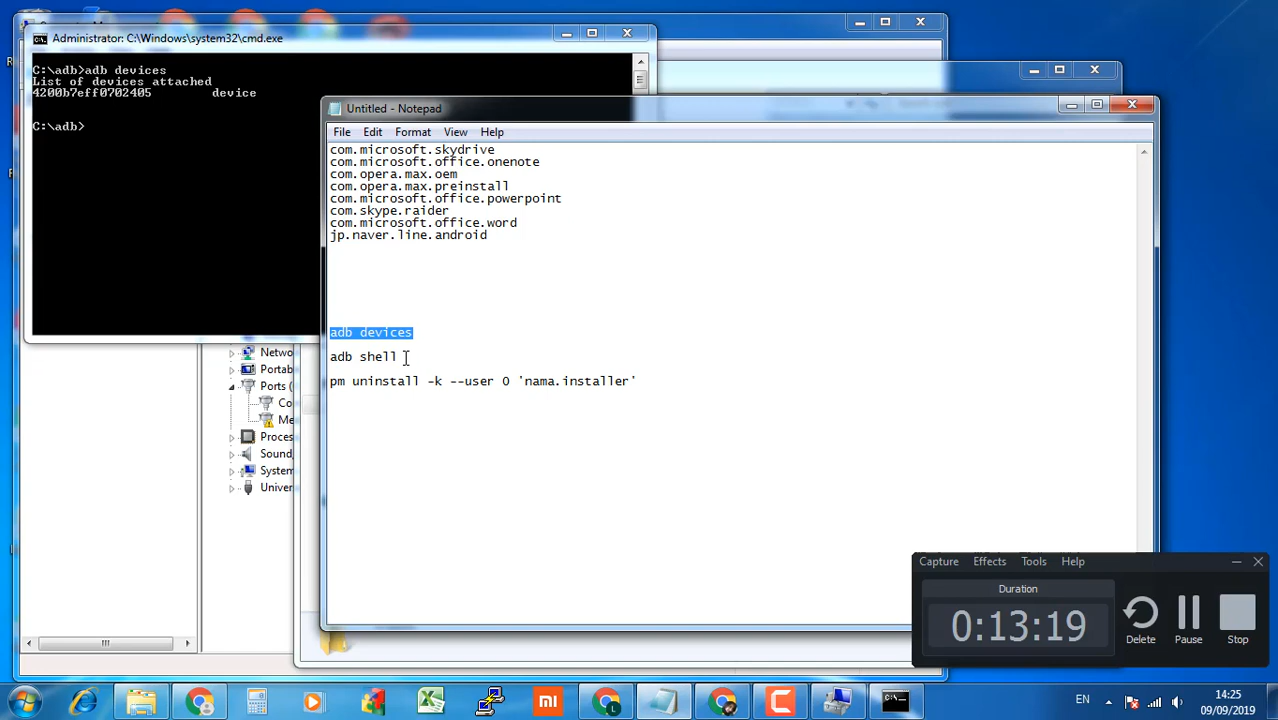 Administrator: C:\Windows\system32\cmd.exe
C:\adb>adb devices
List of devices attached
4200b7eff0702405 device
C:\adb>
Untitled - Notepad
File Edit Format View Help
com.microsoft.skydrive
com.microsoft.office.onenote
com.opera.max.oem
com.opera.max.preinstall
com.microsoft.office.powerpoint
com.skype.raider
com.microsoft.office.word
jp.naver.line.android
adb devices
adb shell
pm uninstall -k --user 0 'nama.installer'
Netwo
Portab
Ports (
Co
Me
Proces
Sound,
System
Univer
Capture Effects Tools Help
Duration
0:13:19
Delete Pause Stop
EN
14:25
09/09/2019